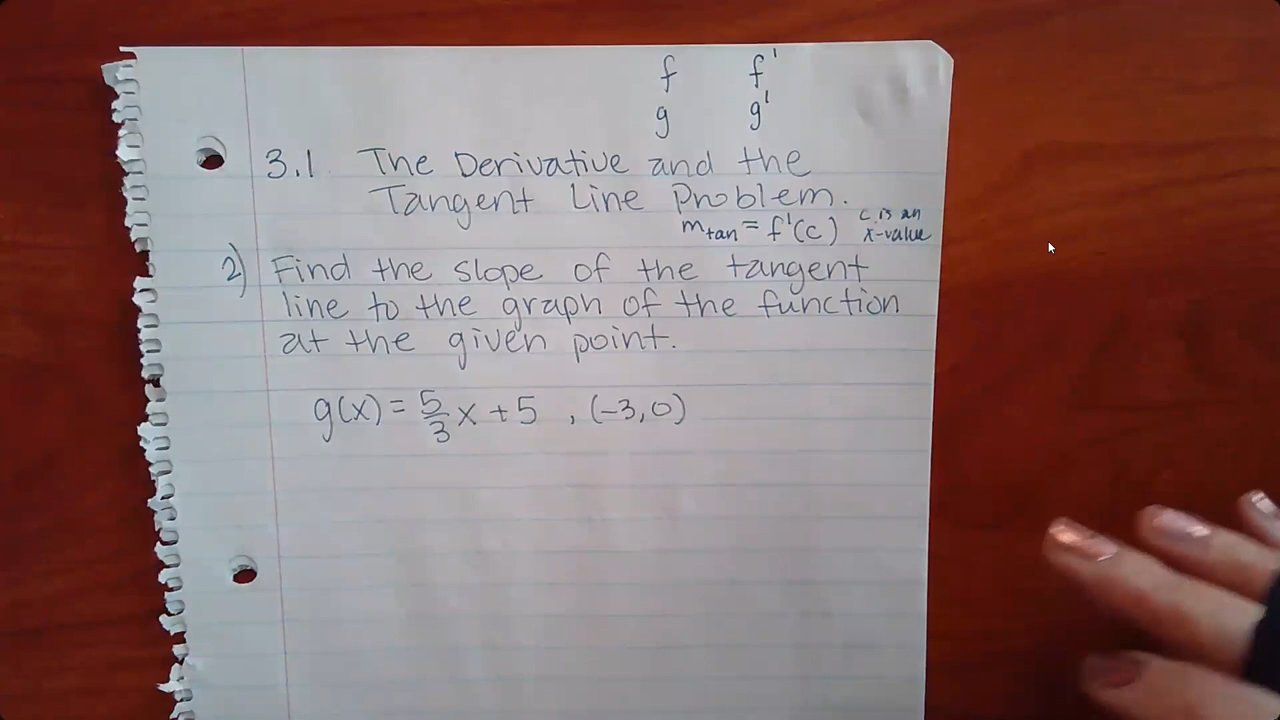 f f'
g g'
3.1 The Derivative and the
Tangent Line Problem.
m_tan = f'(c) c is an x-value
2) Find the slope of the tangent
line to the graph of the function
at the given point.
g(x) = 5/3 x + 5 , (-3, 0)